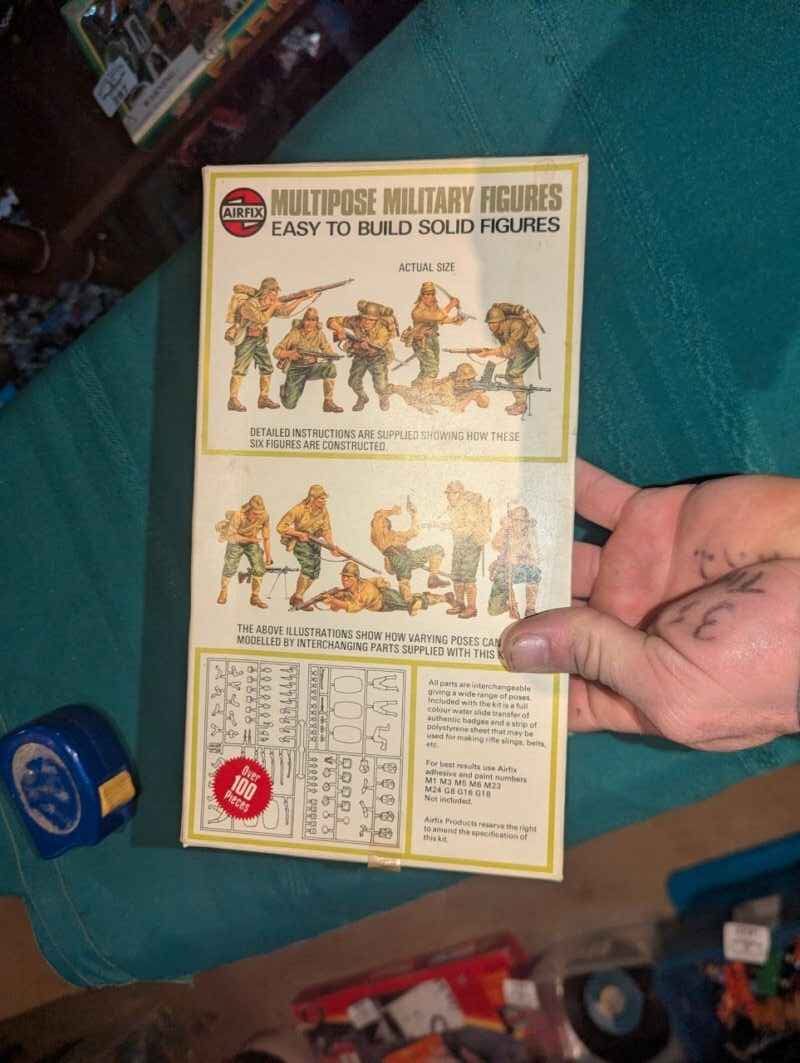 AIRFIX
MULTIPOSE MILITARY FIGURES
EASY TO BUILD SOLID FIGURES
ACTUAL SIZE
DETAILED INSTRUCTIONS ARE SUPPLIED SHOWING HOW THESE
SIX FIGURES ARE CONSTRUCTED.
THE ABOVE ILLUSTRATIONS SHOW HOW VARYING POSES CAN
MODELLED BY INTERCHANGING PARTS SUPPLIED WITH THIS
Over
100
Pieces
All parts are interchangeable
giving a wide range of poses.
Included with the kit is a full
colour water slide transfer of
authentic badges and a strip of
polystyrene sheet that may be
used for making rifle slings, belts,
etc.
For best results use Airfix
adhesive and paint numbers
M1 M3 M5 M6 M23
M24 G8 G16 G18
Not included.
Airfix Products reserve the right
to amend the specification of
this kit.